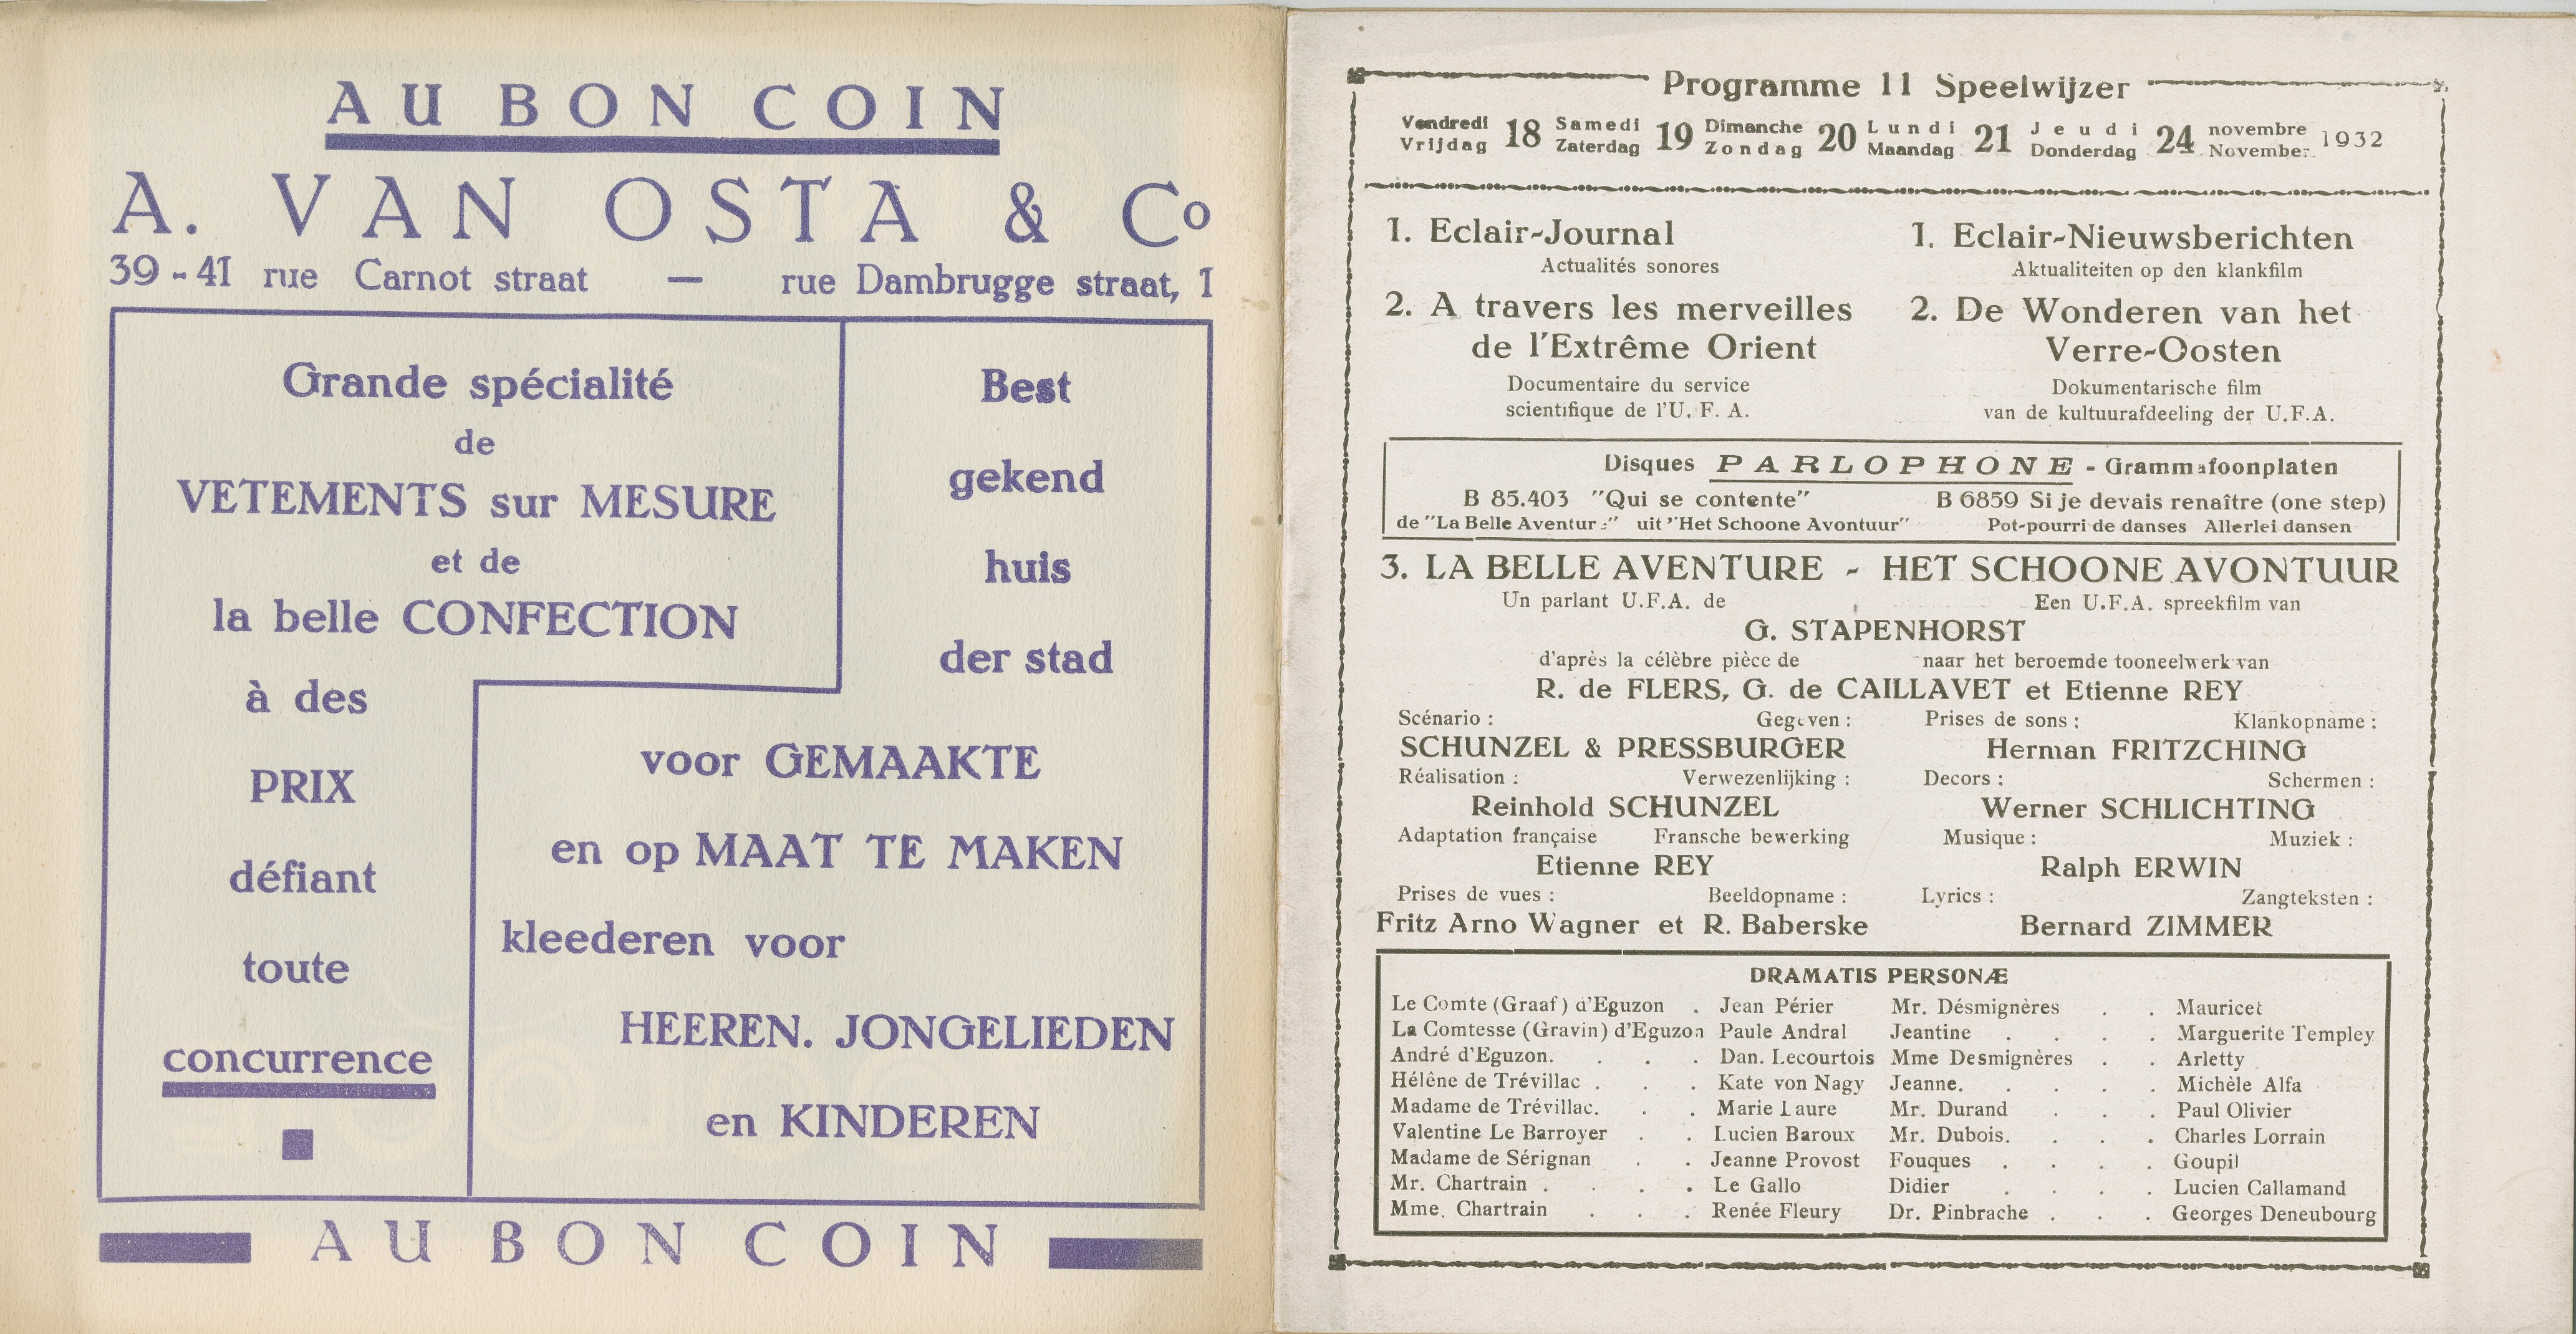 AU BON COIN
A. VAN OSTA & Co
39-41 rue Carnot straat — rue Dambrugge straat, 1
Grande spécialité
de
VETEMENTS sur MESURE
et de
la belle CONFECTION
à des
PRIX
défiant
toute
concurrence
Best
gekend
huis
der stad
voor GEMAAKTE
en op MAAT TE MAKEN
kleederen voor
HEEREN. JONGELIEDEN
en KINDEREN
AU BON COIN
Programme 11 Speelwijzer
Vendredi 18 Samedi 19 Dimanche 20 Lundi 21 Jeudi 24 novembre 1932
Vrijdag Zaterdag Zondag Maandag Donderdag November
1. Eclair-Journal
Actualités sonores
2. A travers les merveilles
de l'Extrême Orient
Documentaire du service
scientifique de l'U. F. A.
1. Eclair-Nieuwsberichten
Aktualiteiten op den klankfilm
2. De Wonderen van het
Verre-Oosten
Dokumentarische film
van de kultuurafdeeling der U.F.A.
Disques PARLOPHONE - Grammafoonplaten
B 85.403 "Qui se contente" B 6859 Si je devais renaître (one step)
de "La Belle Aventure" uit "Het Schoone Avontuur" Pot-pourri de danses Allerlei dansen
3. LA BELLE AVENTURE - HET SCHOONE AVONTUUR
Un parlant U.F.A. de Een U.F.A. spreekfilm van
G. STAPENHORST
d'après la célèbre pièce de naar het beroemde tooneelwerk van
R. de FLERS, G. de CAILLAVET et Etienne REY
Scénario : Gegeven : Prises de sons : Klankopname :
SCHUNZEL & PRESSBURGER Herman FRITZCHING
Réalisation : Verwezenlijking : Decors : Schermen :
Reinhold SCHUNZEL Werner SCHLICHTING
Adaptation française Fransche bewerking Musique : Muziek :
Etienne REY Ralph ERWIN
Prises de vues : Beeldopname : Lyrics : Zangteksten :
Fritz Arno Wagner et R. Baberske Bernard ZIMMER
DRAMATIS PERSONÆ
Le Comte (Graaf) d'Eguzon . Jean Périer Mr. Désmignères . . Mauricet
La Comtesse (Gravin) d'Eguzon Paule Andral Jeantine . . . . Marguerite Templey
André d'Eguzon. . . . Dan. Lecourtois Mme Desmignères . . Arletty
Hélêne de Trévillac . . . Kate von Nagy Jeanne. . . . . Michèle Alfa
Madame de Trévillac. . . Marie Laure Mr. Durand . . . Paul Olivier
Valentine Le Barroyer . . Lucien Baroux Mr. Dubois. . . . Charles Lorrain
Madame de Sérignan . . Jeanne Provost Fouques . . . . Goupil
Mr. Chartrain . . . . Le Gallo Didier . . . . Lucien Callamand
Mme. Chartrain . . . Renée Fleury Dr. Pinbrache . . . Georges Deneubourg